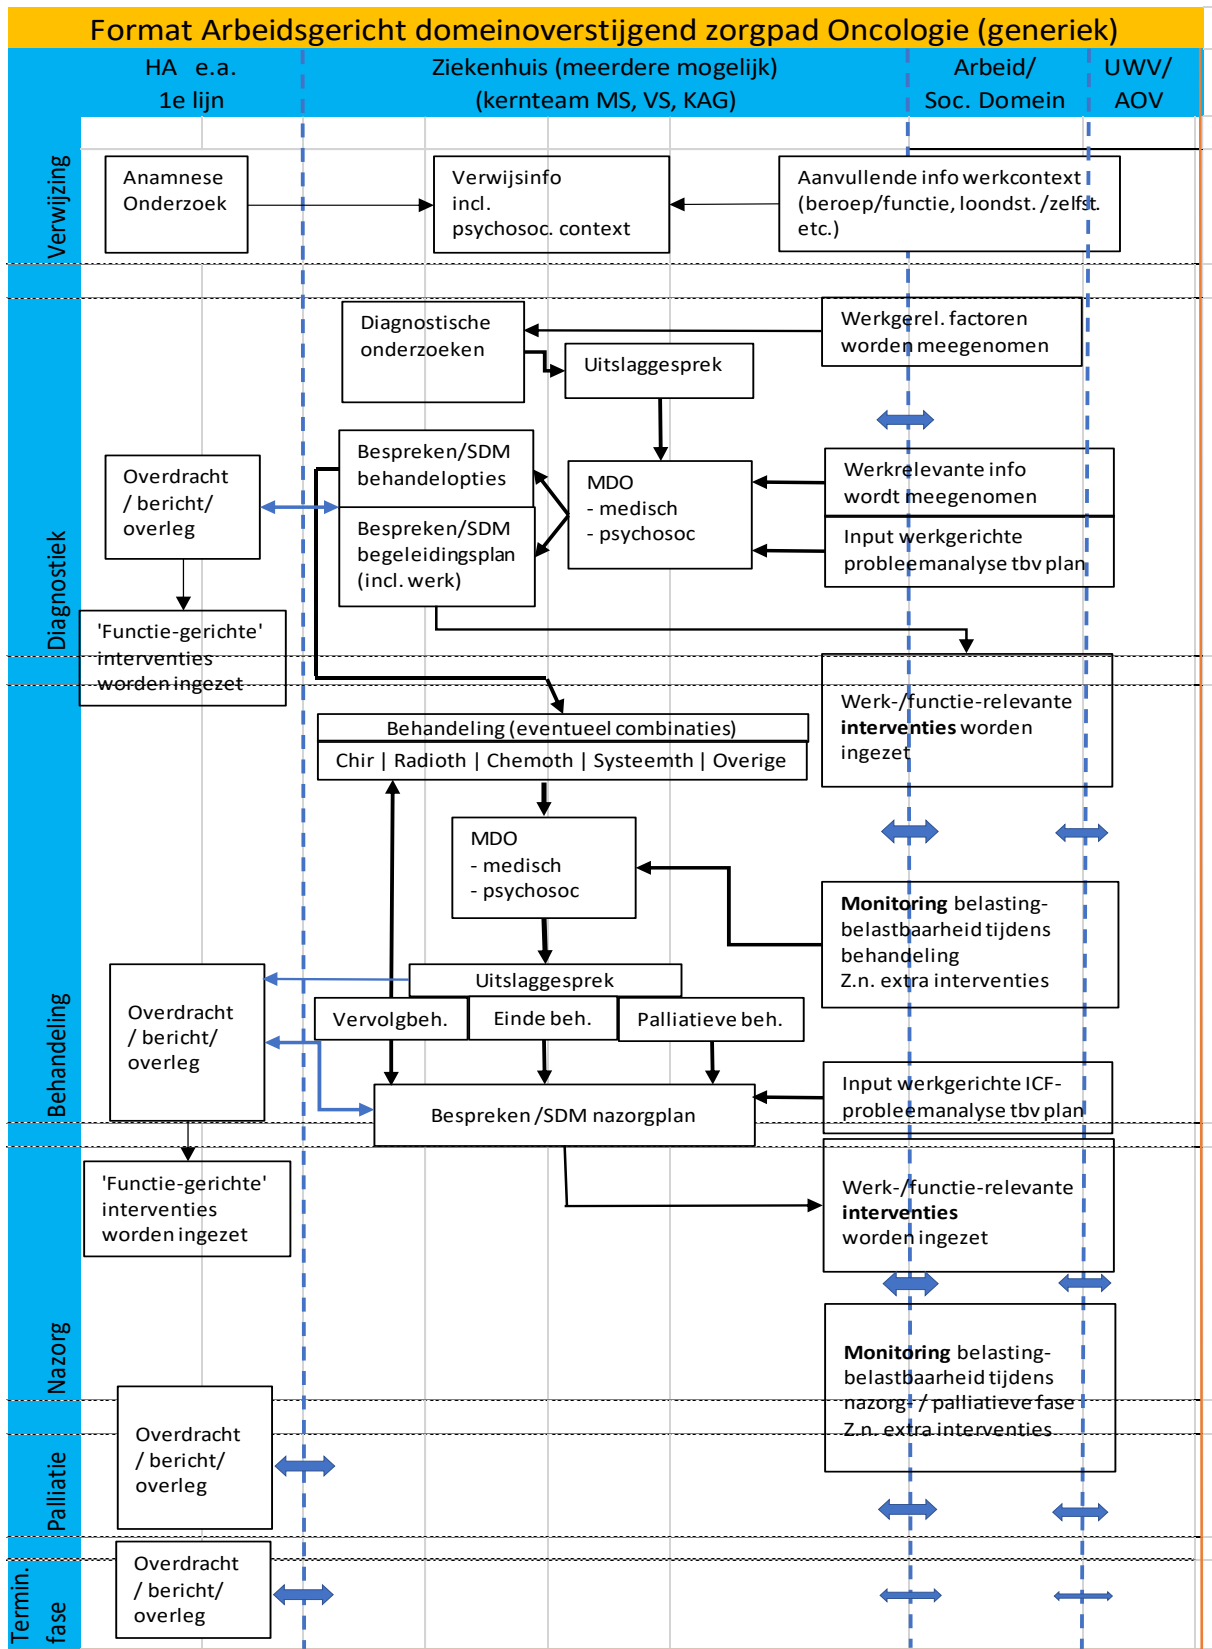 Format Arbeidsgericht domeinoverstijgend zorgpad Oncologie (generiek)
HA e.a.
1e lijn
Ziekenhuis (meerdere mogelijk)
(kernteam MS, VS, KAG)
Arbeid/
Soc. Domein
UWV/
AOV
Verwijzing
Anamnese
Onderzoek
Verwijsinfo
incl.
psychosoc. context
Aanvullende info werkcontext
(beroep/functie, loondst./zelfst.
etc.)
Diagnostiek
Diagnostische
onderzoeken
Uitslaggesprek
Werkgerel. factoren
worden meegenomen
Overdracht
/ bericht/
overleg
Bespreken/SDM
behandelopties
Bespreken/SDM
begeleidingsplan
(incl. werk)
MDO
- medisch
- psychosoc
Werkrelevante info
wordt meegenomen
Input werkgerichte
probleemanalyse tbv plan
'Functie-gerichte'
interventies
worden ingezet
Werk-/functie-relevante
interventies worden
ingezet
Behandeling
Behandeling (eventueel combinaties)
Chir | Radioth | Chemoth | Systeemth | Overige
MDO
- medisch
- psychosoc
Monitoring belasting-
belastbaarheid tijdens
behandeling
Z.n. extra interventies
Overdracht
/ bericht/
overleg
Uitslaggesprek
Vervolgbeh.
Einde beh.
Palliatieve beh.
Bespreken /SDM nazorgplan
Input werkgerichte ICF-
probleemanalyse tbv plan
Nazorg
'Functie-gerichte'
interventies
worden ingezet
Werk-/functie-relevante
interventies
worden ingezet
Monitoring belasting-
belastbaarheid tijdens
nazorg- / palliatieve fase
Z.n. extra interventies
Palliatie
Overdracht
/ bericht/
overleg
Termin.
fase
Overdracht
/ bericht/
overleg